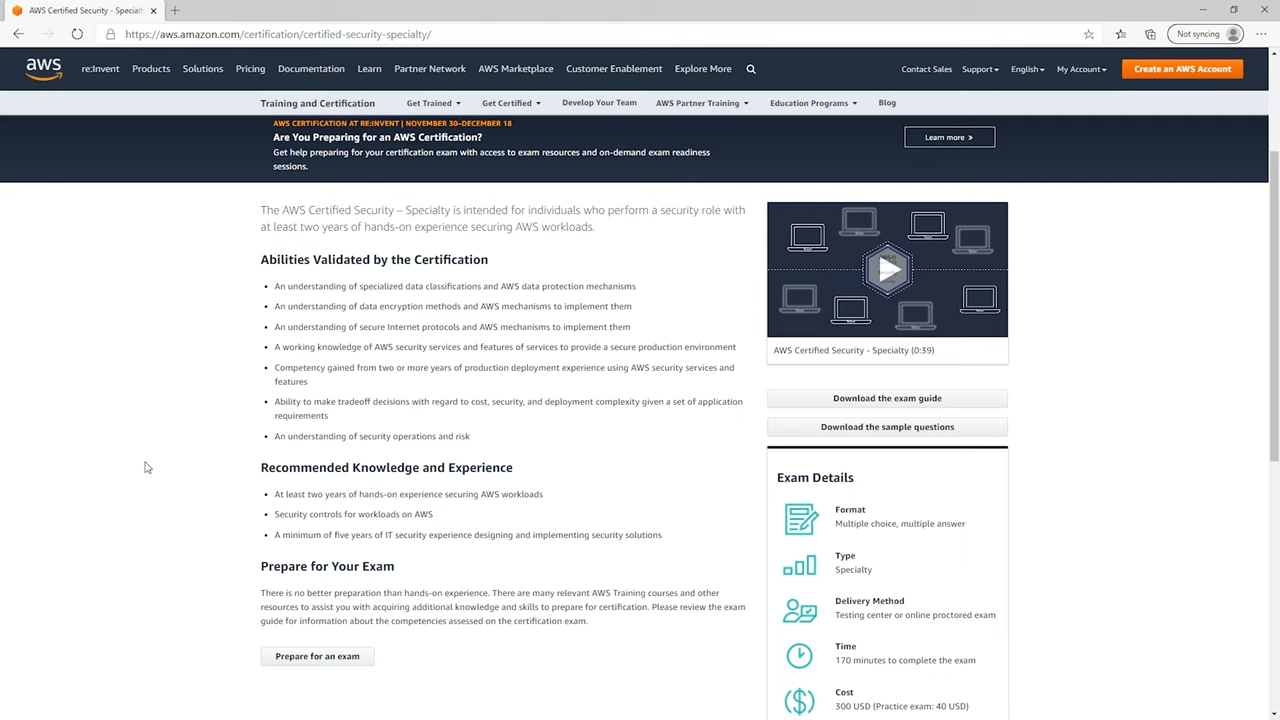 AWS Certified Security - Specialty
Not syncing
https://aws.amazon.com/certification/certified-security-specialty/
aws
re:Invent
Products
Solutions
Pricing
Documentation
Learn
Partner Network
AWS Marketplace
Customer Enablement
Explore More
Contact Sales
Support
English
My Account
Create an AWS Account
Training and Certification
Get Trained
Get Certified
Develop Your Team
AWS Partner Training
Education Programs
Blog
AWS CERTIFICATION AT RE:INVENT | NOVEMBER 30–DECEMBER 18
Are You Preparing for an AWS Certification?
Get help preparing for your certification exam with access to exam resources and on-demand exam readiness
sessions.
Learn more »
The AWS Certified Security – Specialty is intended for individuals who perform a security role with
at least two years of hands-on experience securing AWS workloads.
Abilities Validated by the Certification
• An understanding of specialized data classifications and AWS data protection mechanisms
• An understanding of data encryption methods and AWS mechanisms to implement them
• An understanding of secure Internet protocols and AWS mechanisms to implement them
• A working knowledge of AWS security services and features of services to provide a secure production environment
• Competency gained from two or more years of production deployment experience using AWS security services and
features
• Ability to make tradeoff decisions with regard to cost, security, and deployment complexity given a set of application
requirements
• An understanding of security operations and risk
Recommended Knowledge and Experience
• At least two years of hands-on experience securing AWS workloads
• Security controls for workloads on AWS
• A minimum of five years of IT security experience designing and implementing security solutions
Prepare for Your Exam
There is no better preparation than hands-on experience. There are many relevant AWS Training courses and other
resources to assist you with acquiring additional knowledge and skills to prepare for certification. Please review the exam
guide for information about the competencies assessed on the certification exam.
Prepare for an exam
AWS Certified Security - Specialty (0:39)
Download the exam guide
Download the sample questions
Exam Details
Format
Multiple choice, multiple answer
Type
Specialty
Delivery Method
Testing center or online proctored exam
Time
170 minutes to complete the exam
Cost
300 USD (Practice exam: 40 USD)